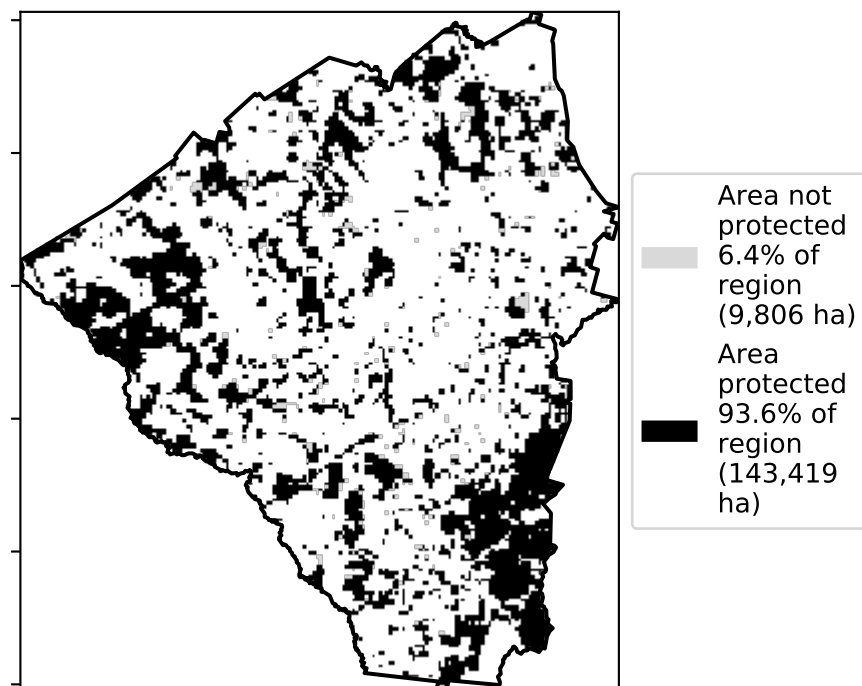 Area not
protected
6.4% of
region
(9,806 ha)
Area
protected
93.6% of
region
(143,419
ha)